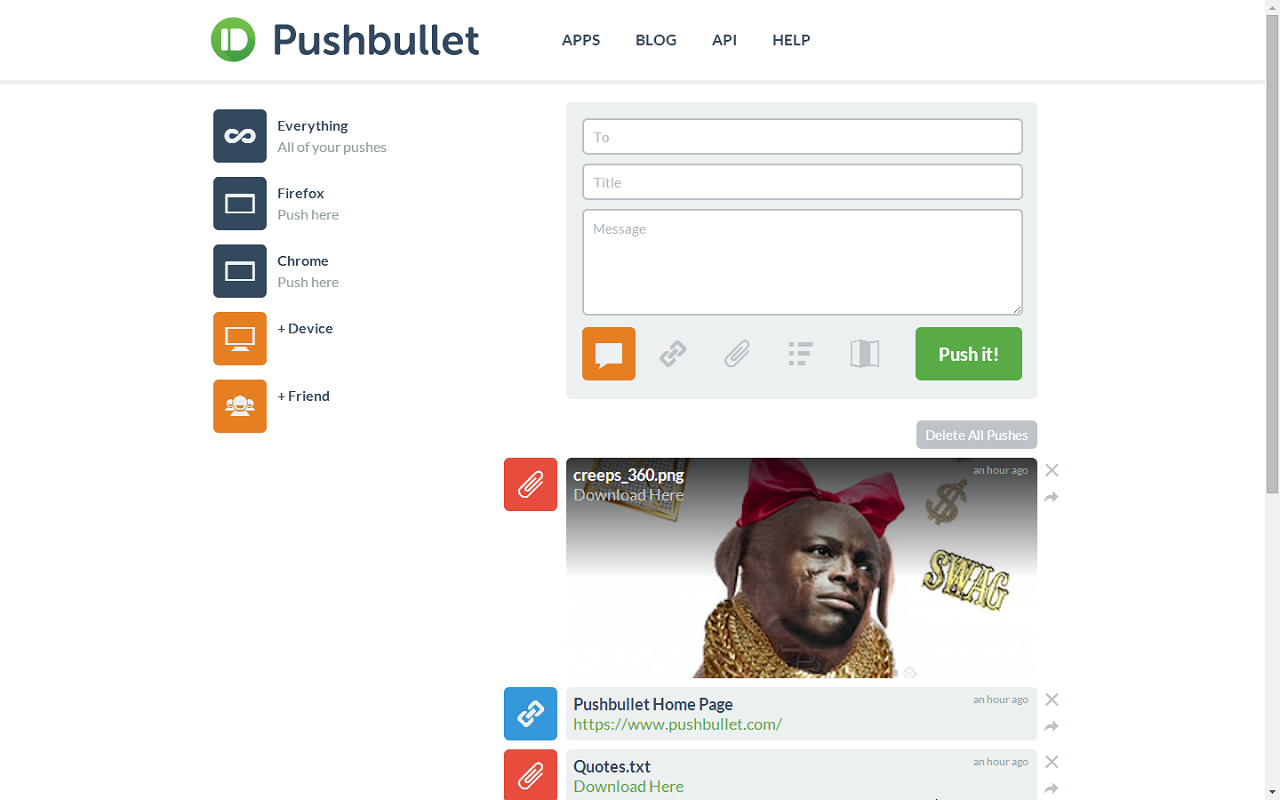 Pushbullet
APPS
BLOG
API
HELP
Everything
All of your pushes
Firefox
Push here
Chrome
Push here
+ Device
+ Friend
To
Title
Message
Push it!
Delete All Pushes
creeps_360.png
an hour ago
Download Here
$
SWAG
Pushbullet Home Page
an hour ago
https://www.pushbullet.com/
Quotes.txt
an hour ago
Download Here